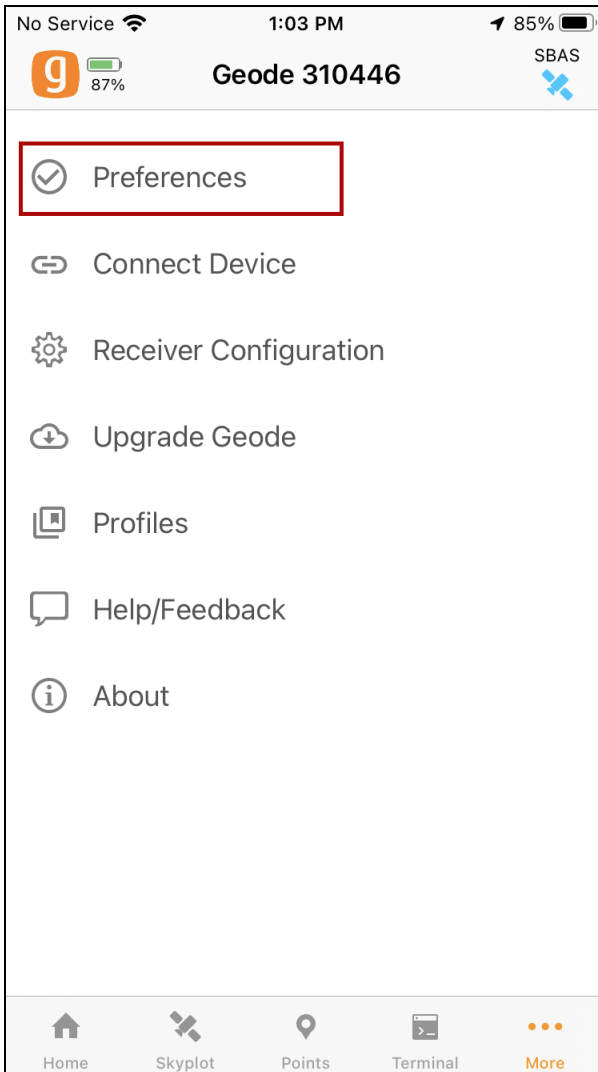 No Service 1:03 PM 85%
g 87% Geode 310446 SBAS
Preferences
Connect Device
Receiver Configuration
Upgrade Geode
Profiles
Help/Feedback
About
Home Skyplot Points Terminal More